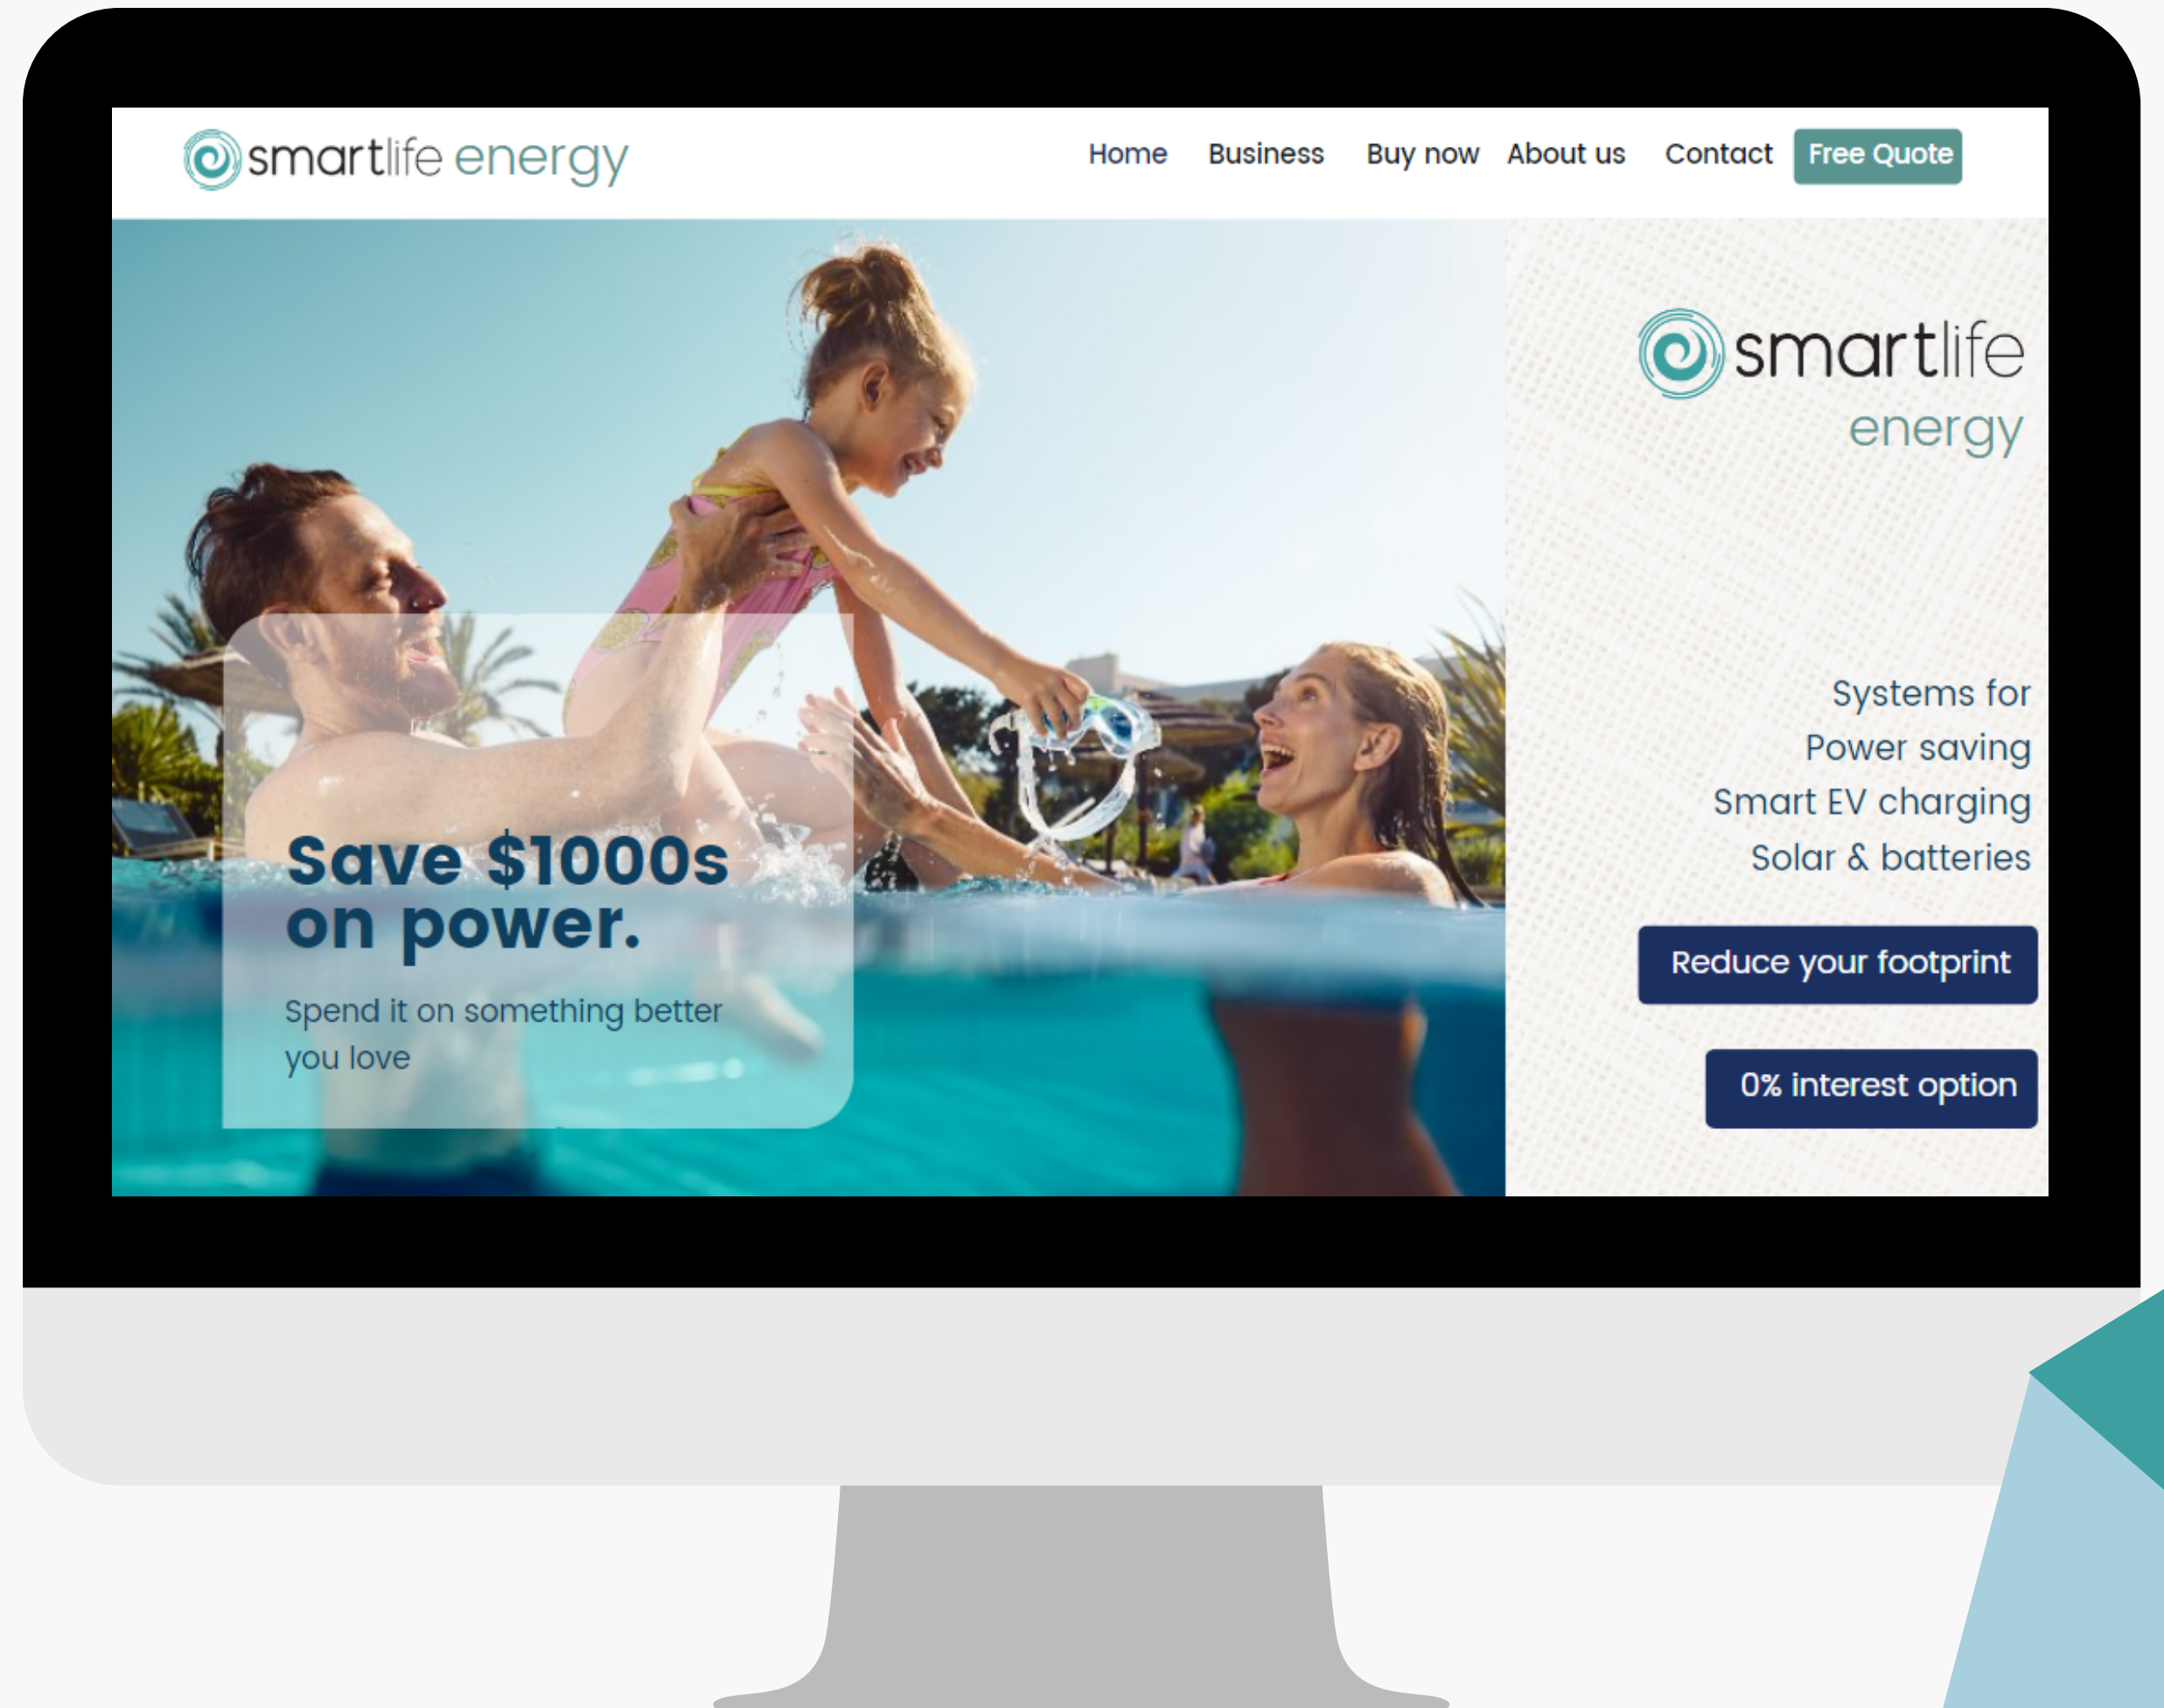 smartlife energy
Home Business Buy now About us Contact Free Quote
smartlife
energy
Save $1000s
on power.
Spend it on something better
you love
Systems for
Power saving
Smart EV charging
Solar & batteries
Reduce your footprint
0% interest option